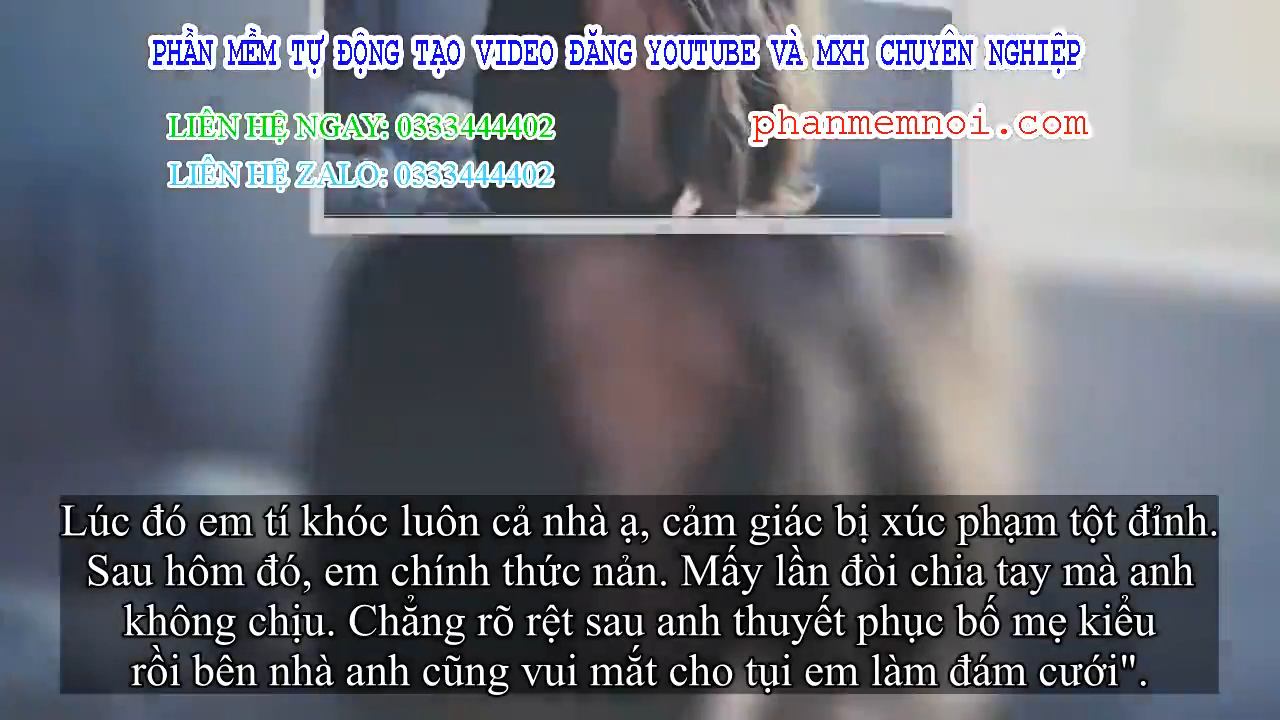 PHẦN MỀM TỰ ĐỘNG TẠO VIDEO ĐĂNG YOUTUBE VÀ MXH CHUYÊN NGHIỆP
LIÊN HỆ NGAY: 0333444402
phanmemnoi.com
LIÊN HỆ ZALO: 0333444402
Lúc đó em tí khóc luôn cả nhà ạ, cảm giác bị xúc phạm tột đỉnh.
Sau hôm đó, em chính thức nản. Mấy lần đòi chia tay mà anh
không chịu. Chẳng rõ rệt sau anh thuyết phục bố mẹ kiểu
rồi bên nhà anh cũng vui mắt cho tụi em làm đám cưới".